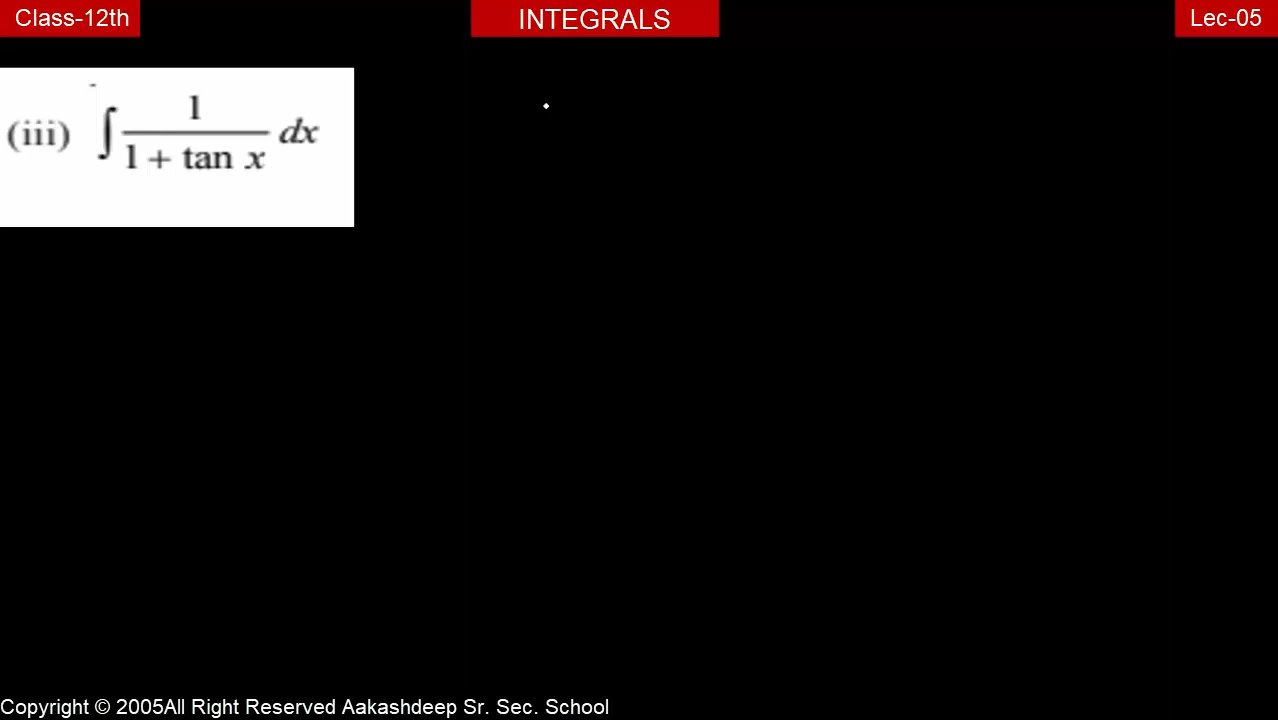 Class-12th
INTEGRALS
Lec-05
(iii) ∫ 1/(1 + tan x) dx
Copyright © 2005All Right Reserved Aakashdeep Sr. Sec. School